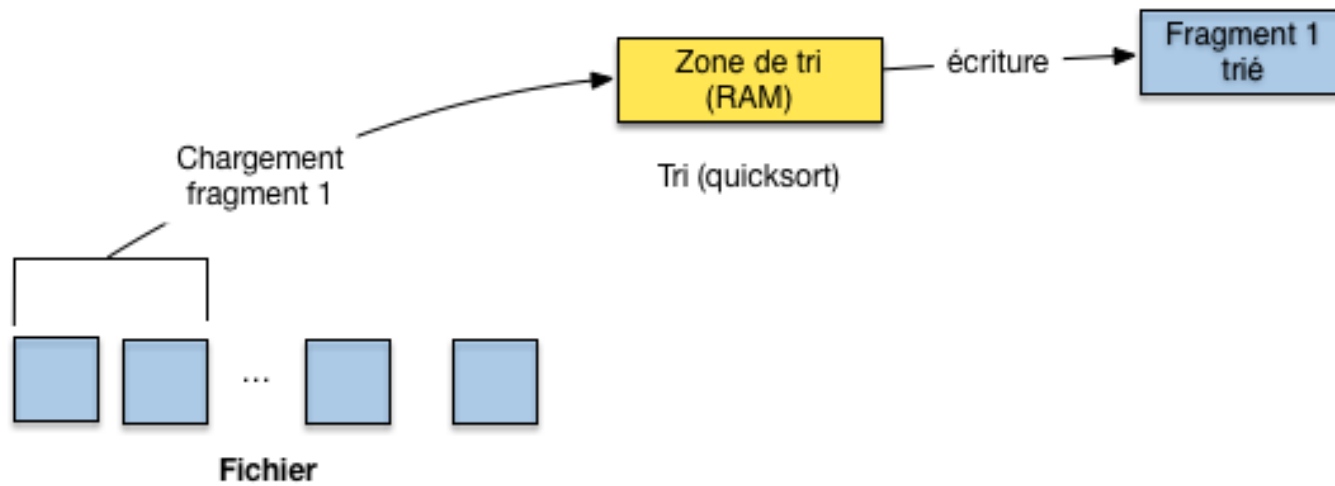 Fragment 1
trié
Zone de tri
(RAM)
écriture
Chargement
fragment 1
Tri (quicksort)
...
Fichier